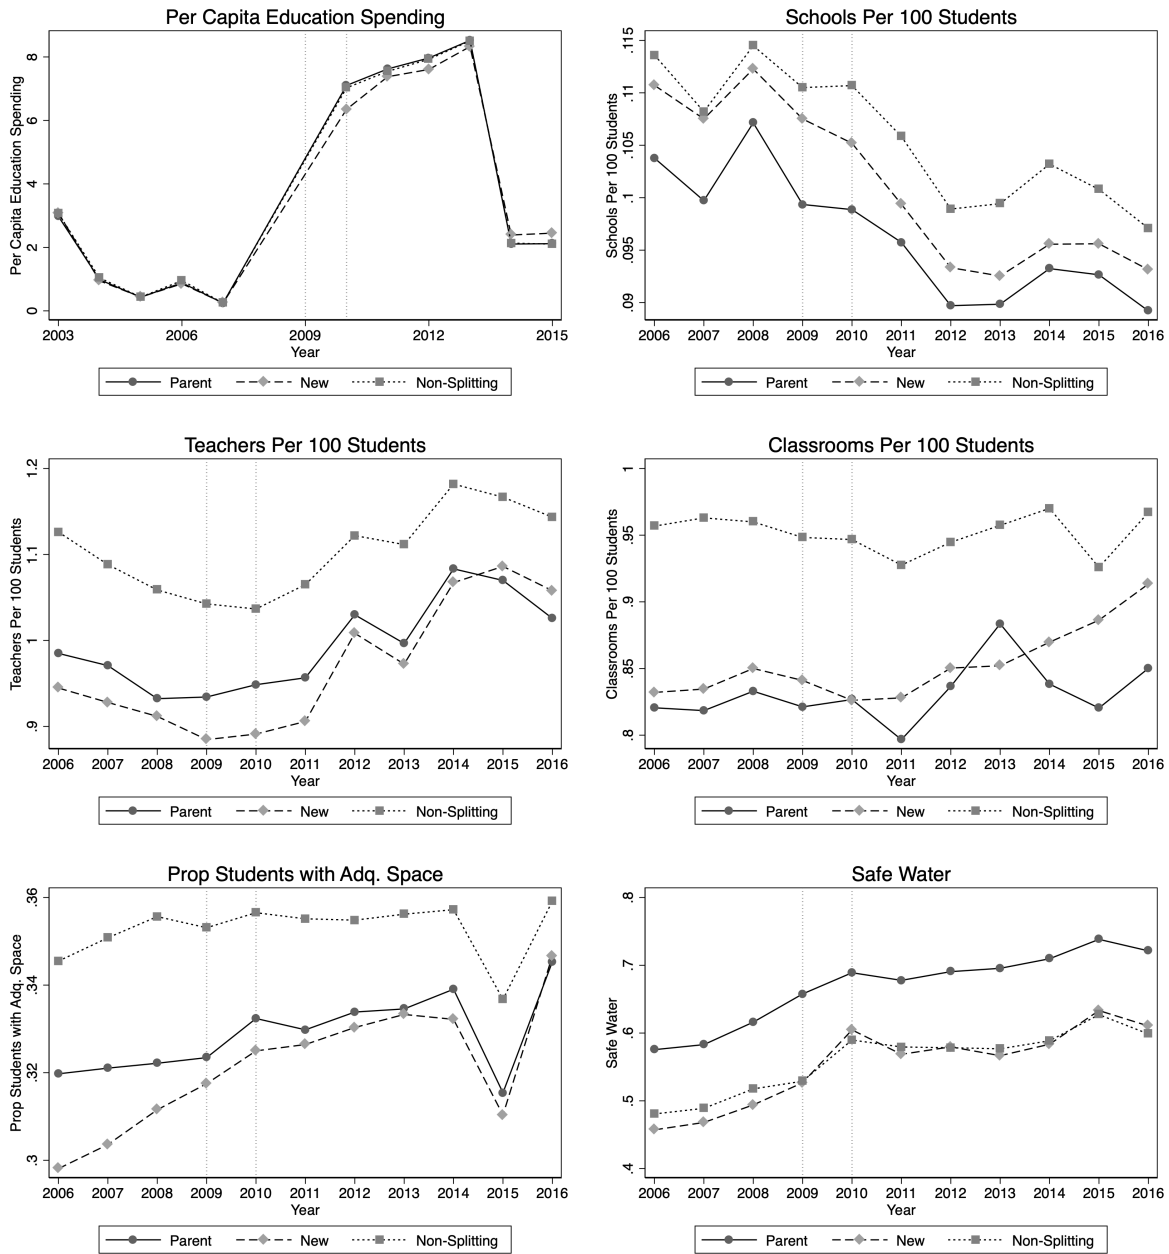 Per Capita Education Spending
Per Capita Education Spending
8
6
4
2
0
2003 2006 2009 2012 2015
Year
Parent New Non-Splitting
Schools Per 100 Students
Schools Per 100 Students
.115
.11
.105
.1
.095
.09
2006 2007 2008 2009 2010 2011 2012 2013 2014 2015 2016
Year
Parent New Non-Splitting
Teachers Per 100 Students
Teachers Per 100 Students
1.2
1.1
1
.9
2006 2007 2008 2009 2010 2011 2012 2013 2014 2015 2016
Year
Parent New Non-Splitting
Classrooms Per 100 Students
Classrooms Per 100 Students
1
.95
.9
.85
.8
2006 2007 2008 2009 2010 2011 2012 2013 2014 2015 2016
Year
Parent New Non-Splitting
Prop Students with Adq. Space
Prop Students with Adq. Space
.36
.34
.32
.3
2006 2007 2008 2009 2010 2011 2012 2013 2014 2015 2016
Year
Parent New Non-Splitting
Safe Water
Safe Water
.8
.7
.6
.5
.4
2006 2007 2008 2009 2010 2011 2012 2013 2014 2015 2016
Year
Parent New Non-Splitting